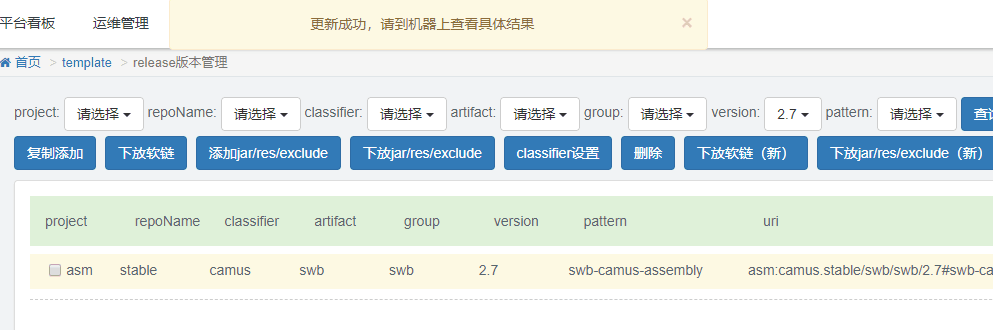 平台看板 运维管理
更新成功，请到机器上查看具体结果 ×
首页 > template > release版本管理
project: 请选择 repoName: 请选择 classifier: 请选择 artifact: 请选择 group: 请选择 version: 2.7 pattern: 请选择
复制添加 下放软链 添加jar/res/exclude 下放jar/res/exclude classifier设置 删除 下放软链（新） 下放jar/res/exclude（新）
project repoName classifier artifact group version pattern uri
asm stable camus swb swb 2.7 swb-camus-assembly asm:camus.stable/swb/swb/2.7#swb-ca